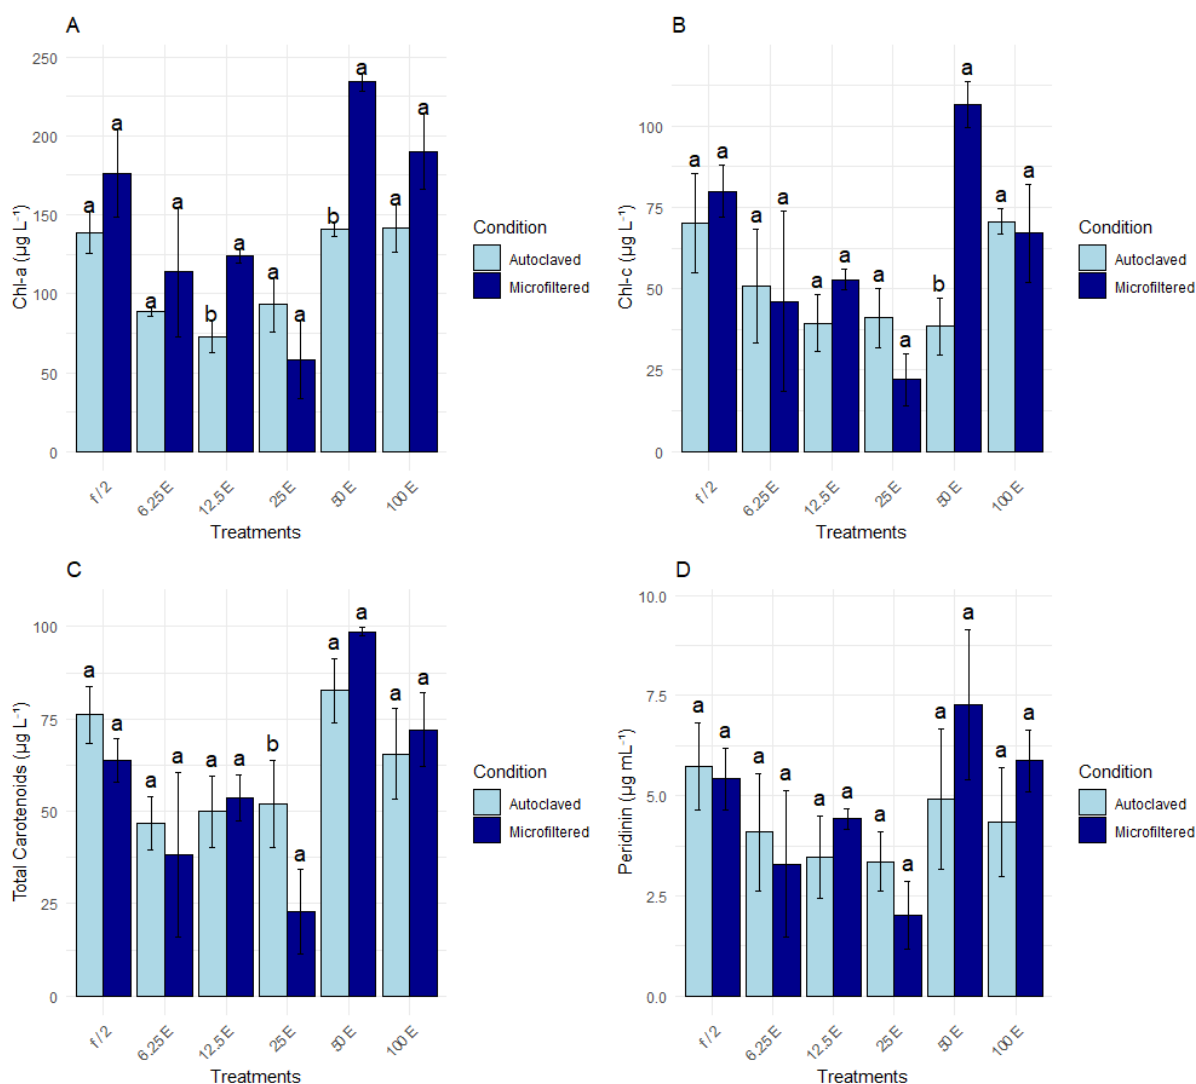 A
Chl-a (µg L⁻¹)
250
200
150
100
50
0
a
a
a
a
b
a
a
a
b
a
a
a
f/2
6.25 E
12.5 E
25 E
50 E
100 E
Treatments
Condition
Autoclaved
Microfiltered
B
Chl-c (µg L⁻¹)
100
75
50
25
0
a
a
a
a
a
a
a
a
b
a
a
a
f/2
6.25 E
12.5 E
25 E
50 E
100 E
Treatments
Condition
Autoclaved
Microfiltered
C
Total Carotenoids (µg L⁻¹)
100
75
50
25
0
a
a
a
a
a
a
b
a
a
a
a
a
f/2
6.25 E
12.5 E
25 E
50 E
100 E
Treatments
Condition
Autoclaved
Microfiltered
D
Peridinin (µg mL⁻¹)
10.0
7.5
5.0
2.5
0.0
a
a
a
a
a
a
a
a
a
a
a
a
f/2
6.25 E
12.5 E
25 E
50 E
100 E
Treatments
Condition
Autoclaved
Microfiltered